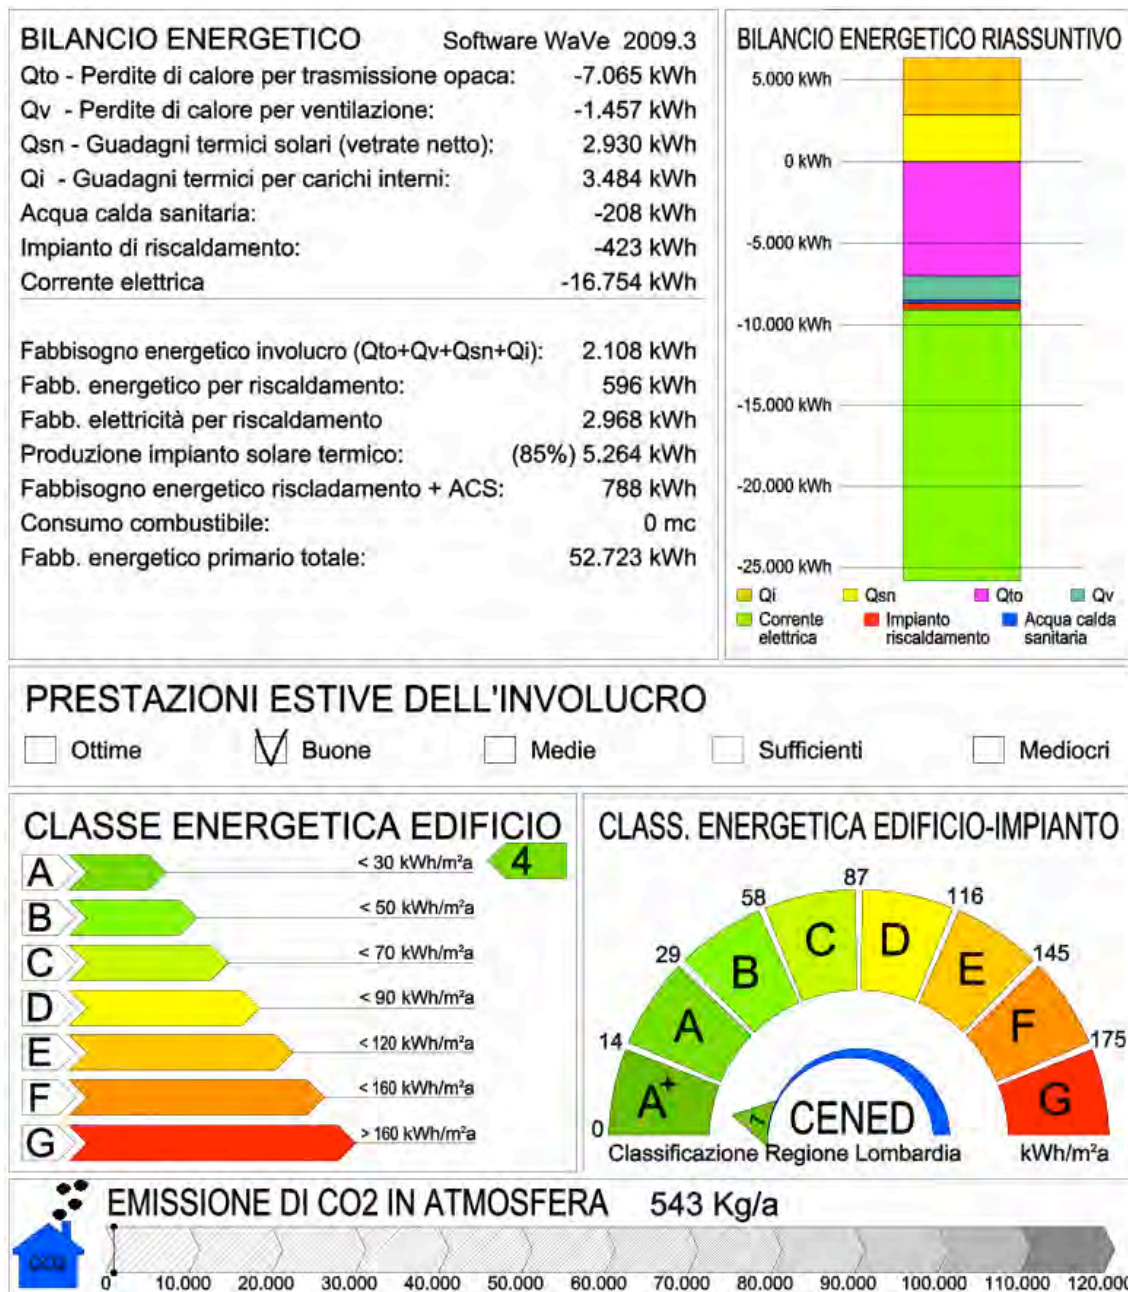 BILANCIO ENERGETICO Software WaVe 2009.3
Qto - Perdite di calore per trasmissione opaca: -7.065 kWh
Qv - Perdite di calore per ventilazione: -1.457 kWh
Qsn - Guadagni termici solari (vetrate netto): 2.930 kWh
Qi - Guadagni termici per carichi interni: 3.484 kWh
Acqua calda sanitaria: -208 kWh
Impianto di riscaldamento: -423 kWh
Corrente elettrica -16.754 kWh
Fabbisogno energetico involucro (Qto+Qv+Qsn+Qi): 2.108 kWh
Fabb. energetico per riscaldamento: 596 kWh
Fabb. elettricità per riscaldamento 2.968 kWh
Produzione impianto solare termico: (85%) 5.264 kWh
Fabbisogno energetico riscladamento + ACS: 788 kWh
Consumo combustibile: 0 mc
Fabb. energetico primario totale: 52.723 kWh
BILANCIO ENERGETICO RIASSUNTIVO
5.000 kWh
0 kWh
-5.000 kWh
-10.000 kWh
-15.000 kWh
-20.000 kWh
-25.000 kWh
Qi Qsn Qto Qv
Corrente elettrica
Impianto riscaldamento
Acqua calda sanitaria
PRESTAZIONI ESTIVE DELL'INVOLUCRO
Ottime Buone Medie Sufficienti Mediocri
CLASSE ENERGETICA EDIFICIO
A < 30 kWh/m²a 4
B < 50 kWh/m²a
C < 70 kWh/m²a
D < 90 kWh/m²a
E < 120 kWh/m²a
F < 160 kWh/m²a
G > 160 kWh/m²a
CLASS. ENERGETICA EDIFICIO-IMPIANTO
0 14 29 58 87 116 145 175
A+ A B C D E F G
1
CENED
Classificazione Regione Lombardia kWh/m²a
EMISSIONE DI CO2 IN ATMOSFERA 543 Kg/a
0 10.000 20.000 30.000 40.000 50.000 60.000 70.000 80.000 90.000 100.000 110.000 120.000